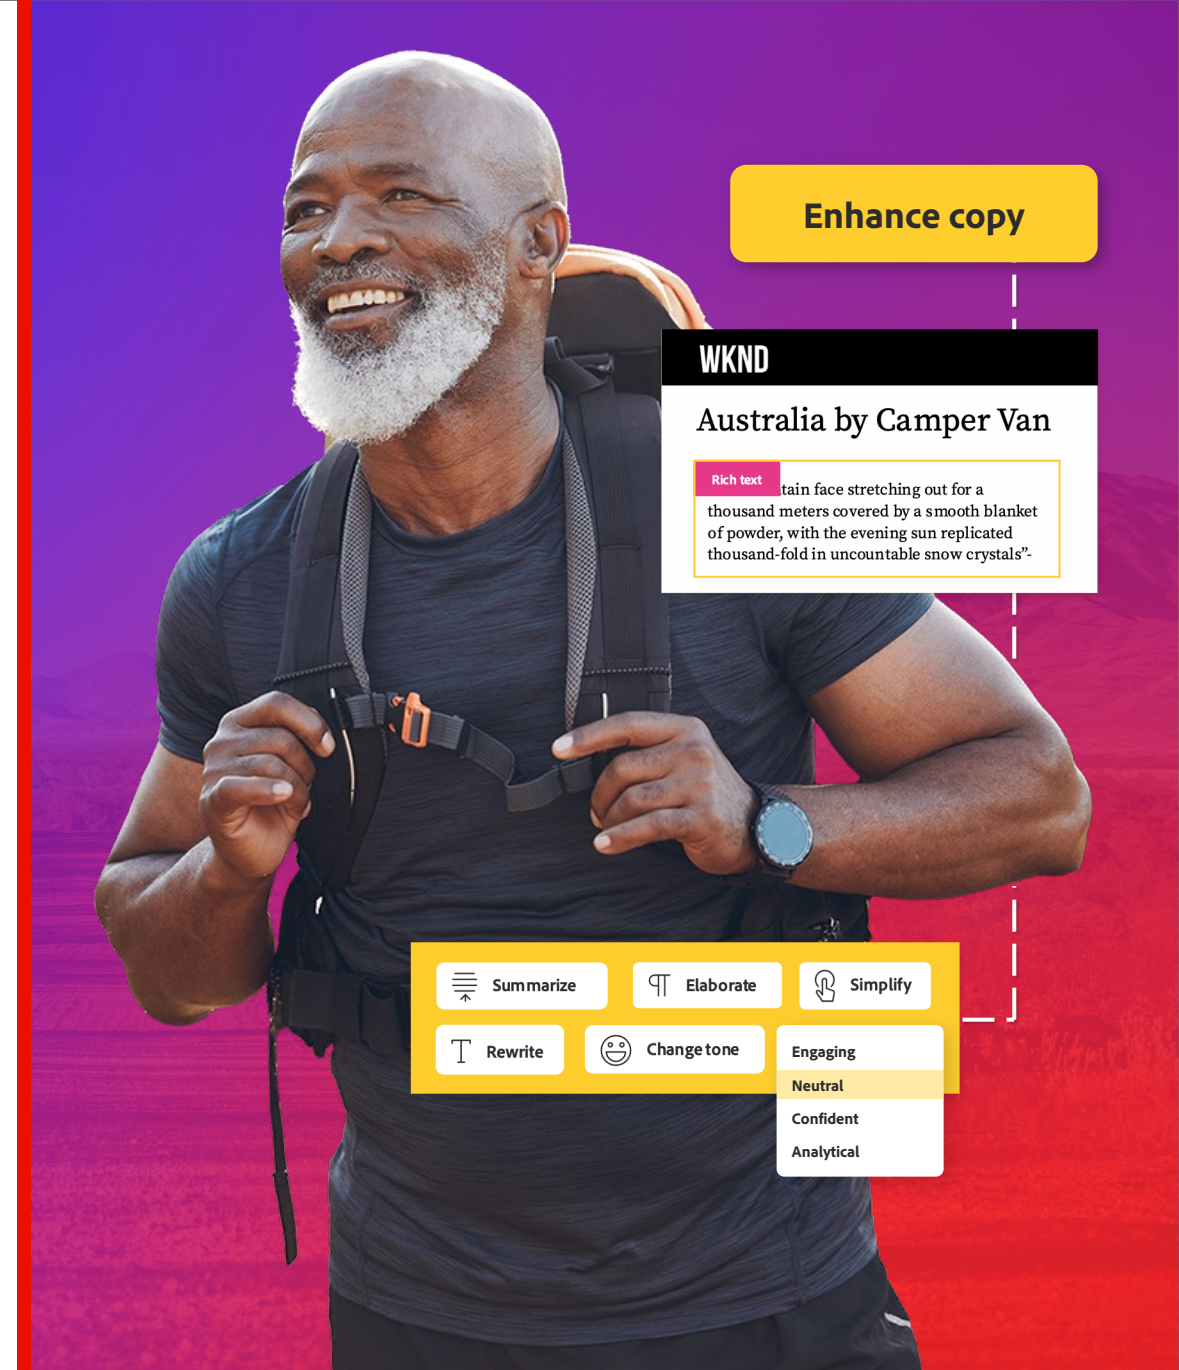 Enhance copy
WKND
Australia by Camper Van
Rich text
tain face stretching out for a
thousand meters covered by a smooth blanket
of powder, with the evening sun replicated
thousand-fold in uncountable snow crystals”-
Summarize
Elaborate
Simplify
Rewrite
Change tone
Engaging
Neutral
Confident
Analytical